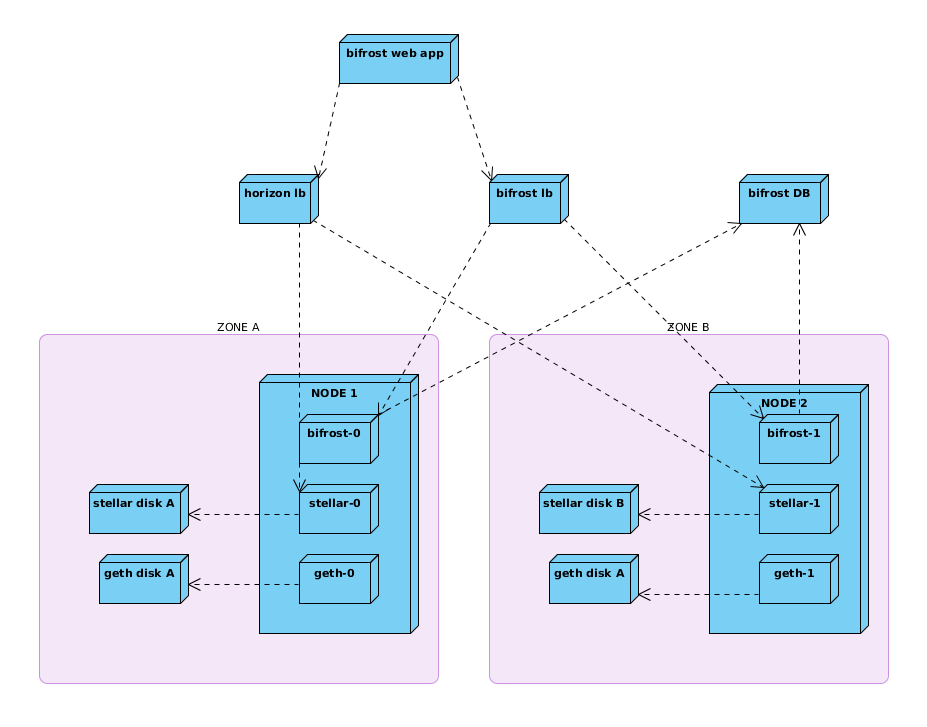 bifrost web app
horizon lb
bifrost lb
bifrost DB
ZONE A
ZONE B
NODE 1
NODE 2
bifrost-0
bifrost-1
stellar disk A
stellar-0
stellar disk B
stellar-1
geth disk A
geth-0
geth disk A
geth-1